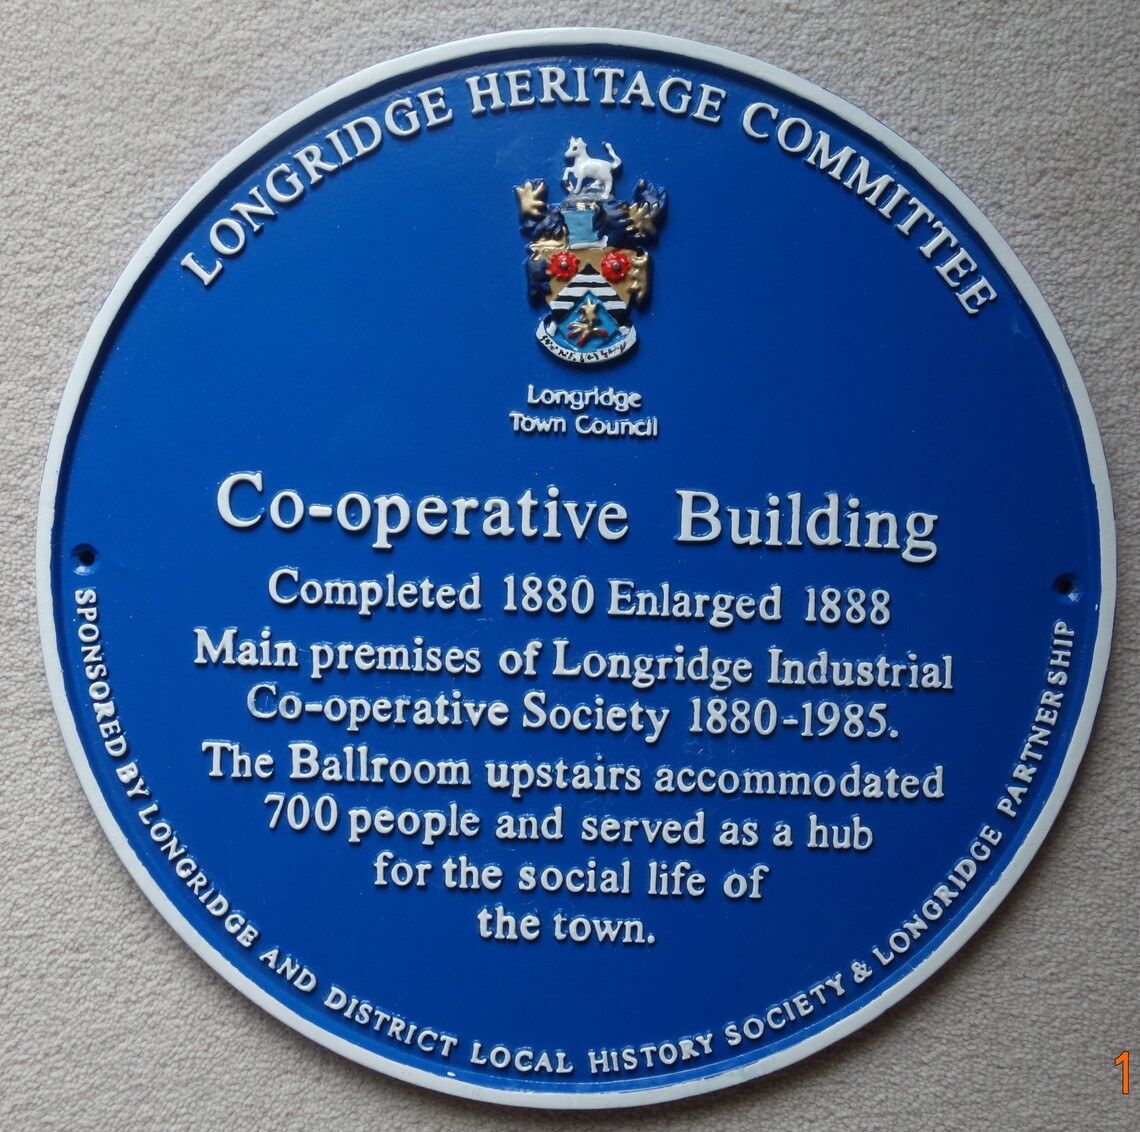 LONGRIDGE HERITAGE COMMITTEE
Longridge
Town Council
Co-operative Building
Completed 1880 Enlarged 1888
Main premises of Longridge Industrial
Co-operative Society 1880-1985.
The Ballroom upstairs accommodated
700 people and served as a hub
for the social life of
the town.
SPONSORED BY LONGRIDGE AND DISTRICT LOCAL HISTORY SOCIETY & LONGRIDGE PARTNERSHIP
1